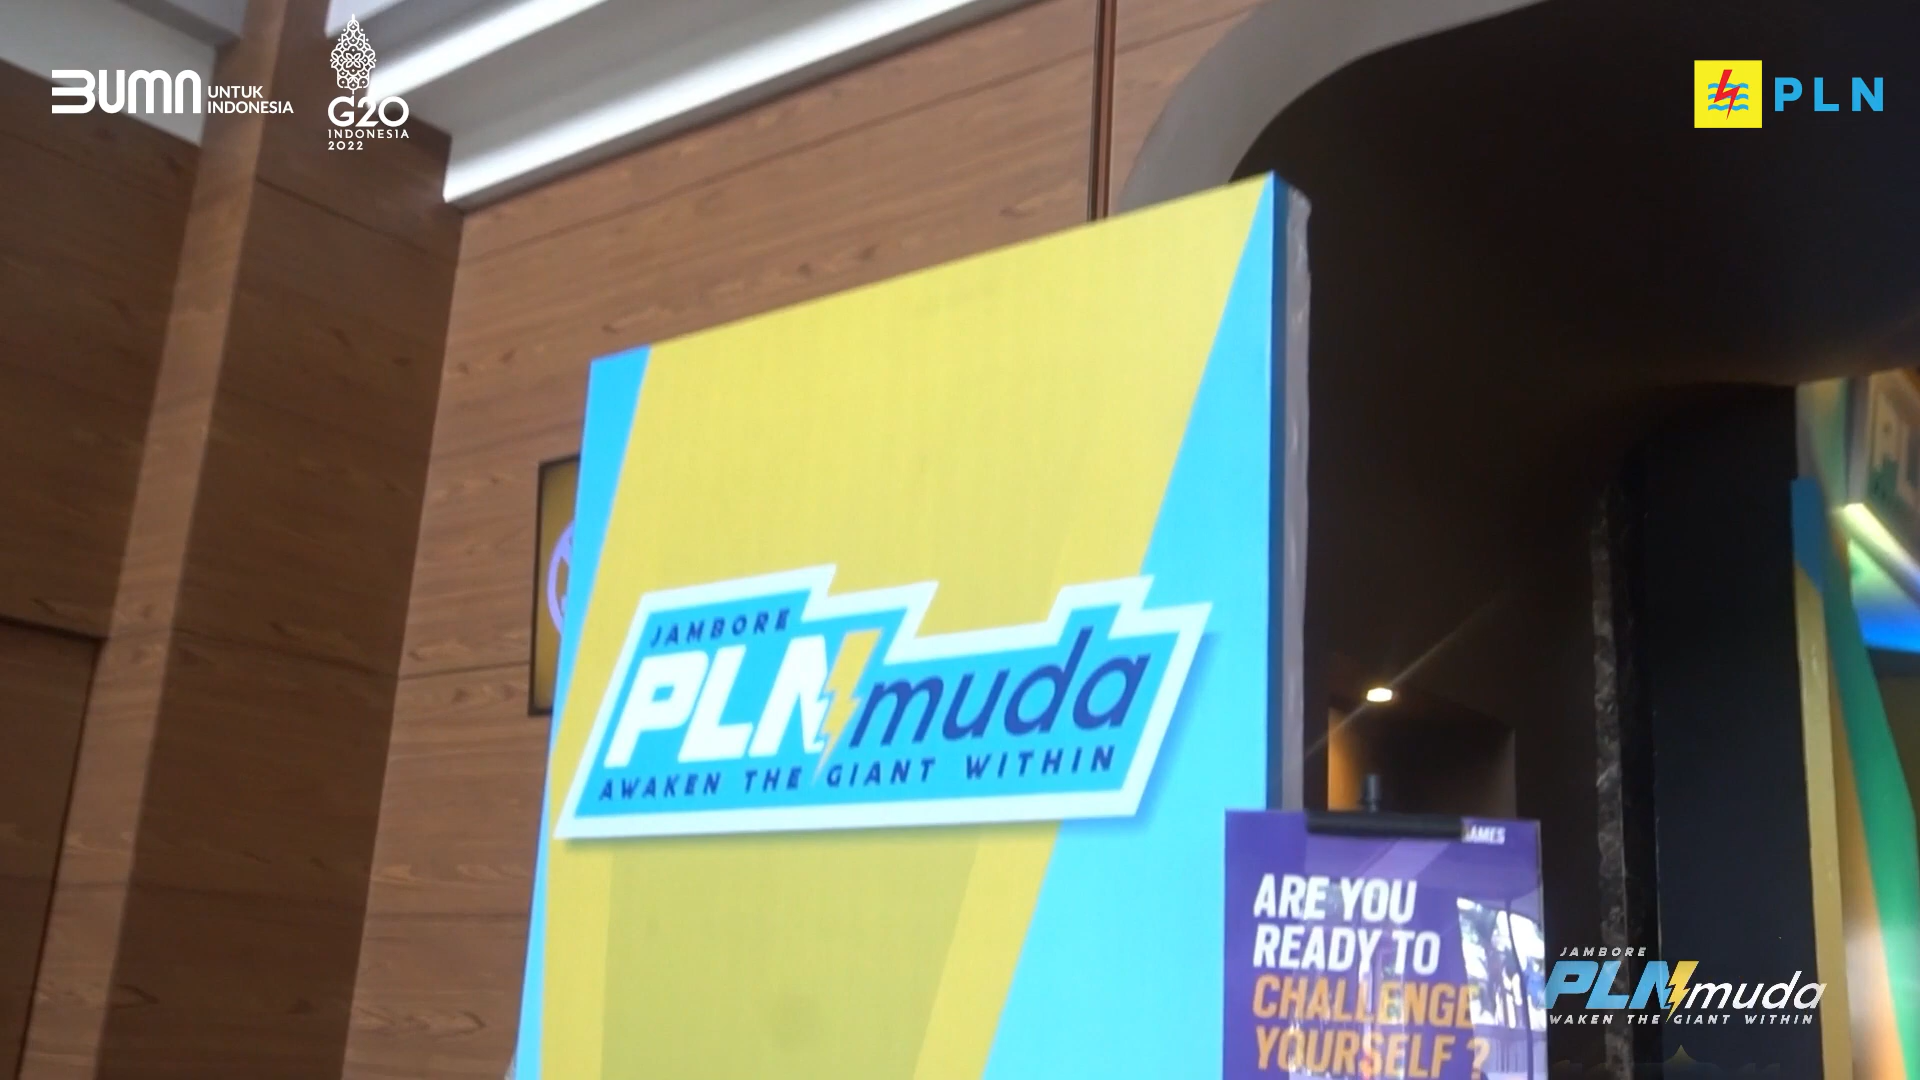 BUMN UNTUK
INDONESIA
G20
INDONESIA
2022
PLN
JAMBORE
PLN muda
AWAKEN THE GIANT WITHIN
ARE YOU
READY TO
CHALLENGE
YOURSELF ?
JAMBORE
PLN muda
WAKEN THE GIANT WITHIN